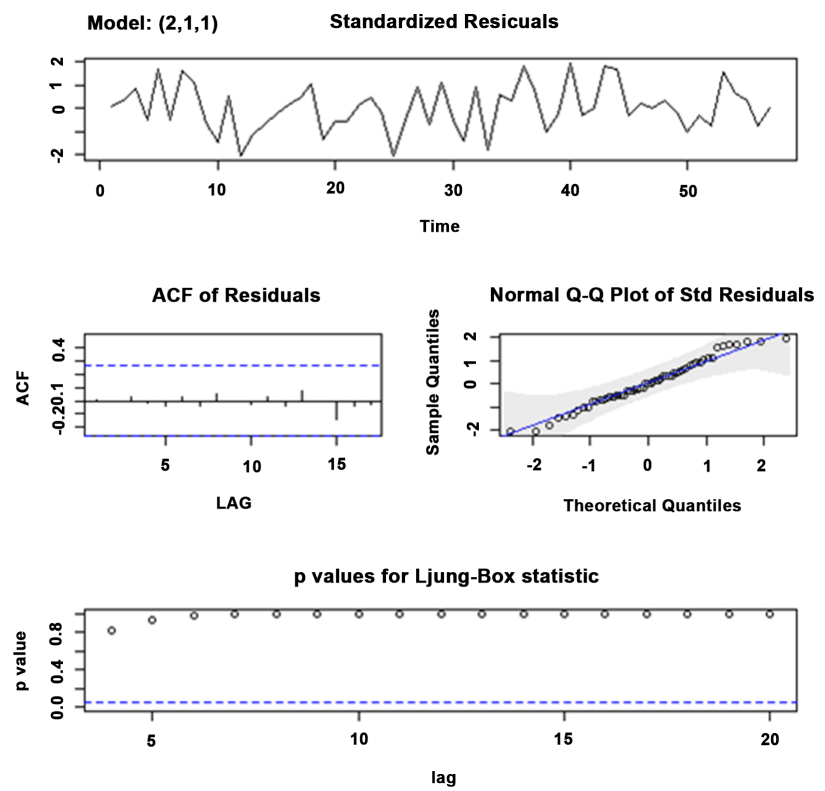 Model: (2,1,1) Standardized Resicuals
2
1
0
-2
0 10 20 30 40 50
Time
ACF of Residuals
ACF
0.4
-0.20.1
5 10 15
LAG
Normal Q-Q Plot of Std Residuals
Sample Quantiles
2
1
0
-2
-2 -1 0 1 2
Theoretical Quantiles
p values for Ljung-Box statistic
p value
0.8
0.4
0.0
5 10 15 20
lag